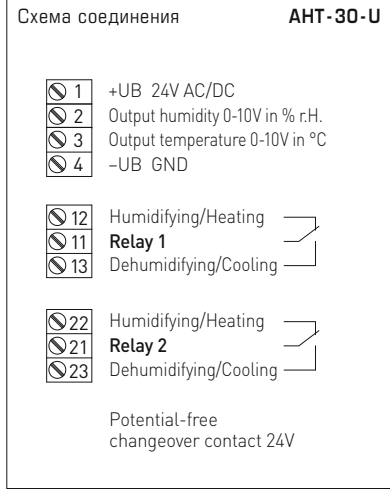 Схема соединения AHT-30-U
1 +UB 24V AC/DC
2 Output humidity 0-10V in % r.H.
3 Output temperature 0-10V in °C
4 –UB GND
12 Humidifying/Heating
11 Relay 1
13 Dehumidifying/Cooling
22 Humidifying/Heating
21 Relay 2
23 Dehumidifying/Cooling
Potential-free
changeover contact 24V